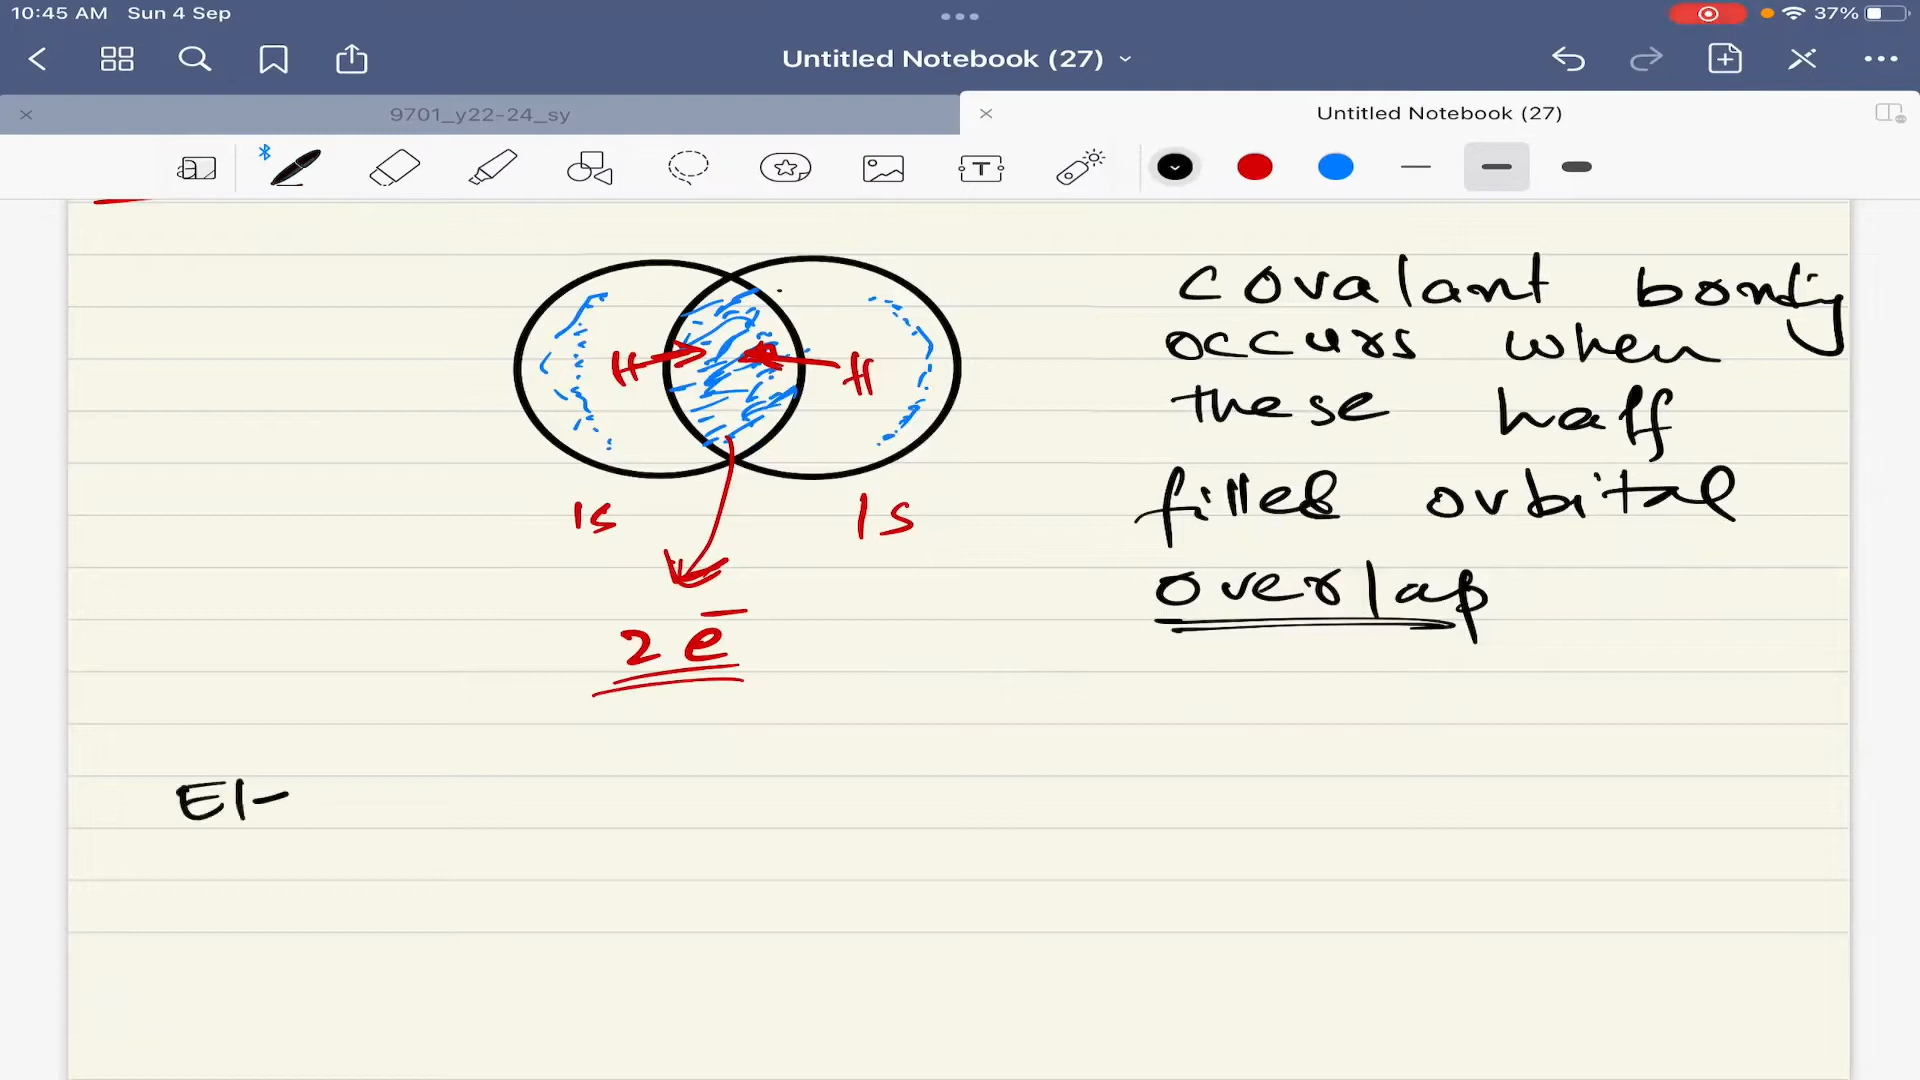 10:45 AM Sun 4 Sep
37%
Untitled Notebook (27)
9701_y22-24_sy
Untitled Notebook (27)
covalant bonding
occurs when
these half
filled orbital
overlap
H H
1s 1s
2 e̅
El-